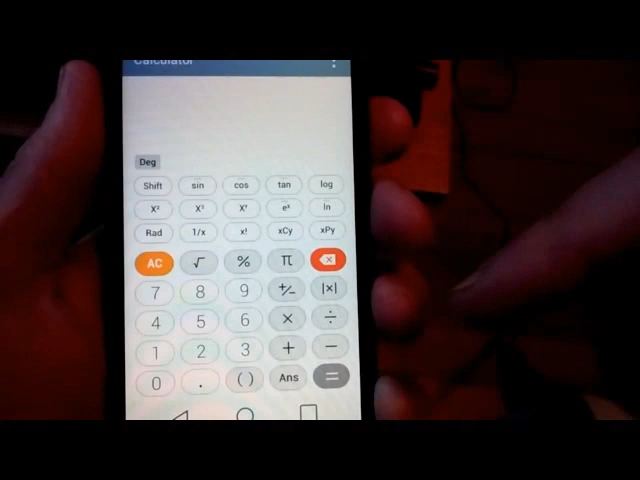 Calculator
Deg
Shift sin cos tan log
X² X³ Xʸ eˣ ln
Rad 1/x x! xCy xPy
AC √ % π
7 8 9 +/− |×|
4 5 6 × ÷
1 2 3 + −
0 . ( ) Ans =